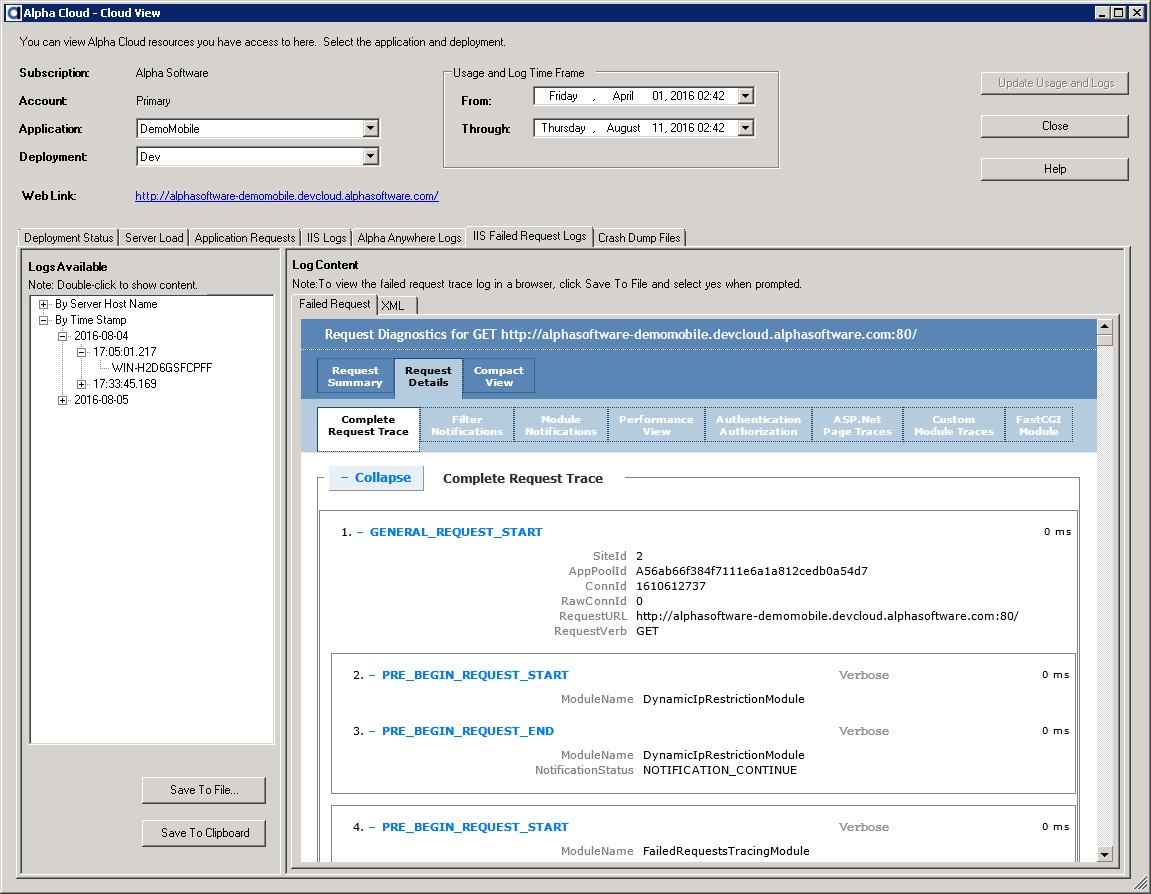 Alpha Cloud - Cloud View
You can view Alpha Cloud resources you have access to here. Select the application and deployment.
Subscription: Alpha Software
Account: Primary
Application: DemoMobile
Deployment: Dev
Web Link: http://alphasoftware-demomobile.devcloud.alphasoftware.com/
Usage and Log Time Frame
From: Friday , April 01, 2016 02:42
Through: Thursday , August 11, 2016 02:42
Update Usage and Logs
Close
Help
Deployment Status Server Load Application Requests IIS Logs Alpha Anywhere Logs IIS Failed Request Logs Crash Dump Files
Logs Available
Note: Double-click to show content.
By Server Host Name
By Time Stamp
2016-08-04
17:05:01.217
WIN-H2D6GSFCPFF
17:33:45.169
2016-08-05
Save To File...
Save To Clipboard
Log Content
Note:To view the failed request trace log in a browser, click Save To File and select yes when prompted.
Failed Request XML
Request Diagnostics for GET http://alphasoftware-demomobile.devcloud.alphasoftware.com:80/
Request Summary
Request Details
Compact View
Complete Request Trace
Filter Notifications
Module Notifications
Performance View
Authentication Authorization
ASP.Net Page Traces
Custom Module Traces
FastCGI Module
– Collapse Complete Request Trace
1. – GENERAL_REQUEST_START 0 ms
SiteId 2
AppPoolId A56ab66f384f7111e6a1a812cedb0a54d7
ConnId 1610612737
RawConnId 0
RequestURL http://alphasoftware-demomobile.devcloud.alphasoftware.com:80/
RequestVerb GET
2. – PRE_BEGIN_REQUEST_START Verbose 0 ms
ModuleName DynamicIpRestrictionModule
3. – PRE_BEGIN_REQUEST_END Verbose 0 ms
ModuleName DynamicIpRestrictionModule
NotificationStatus NOTIFICATION_CONTINUE
4. – PRE_BEGIN_REQUEST_START Verbose 0 ms
ModuleName FailedRequestsTracingModule